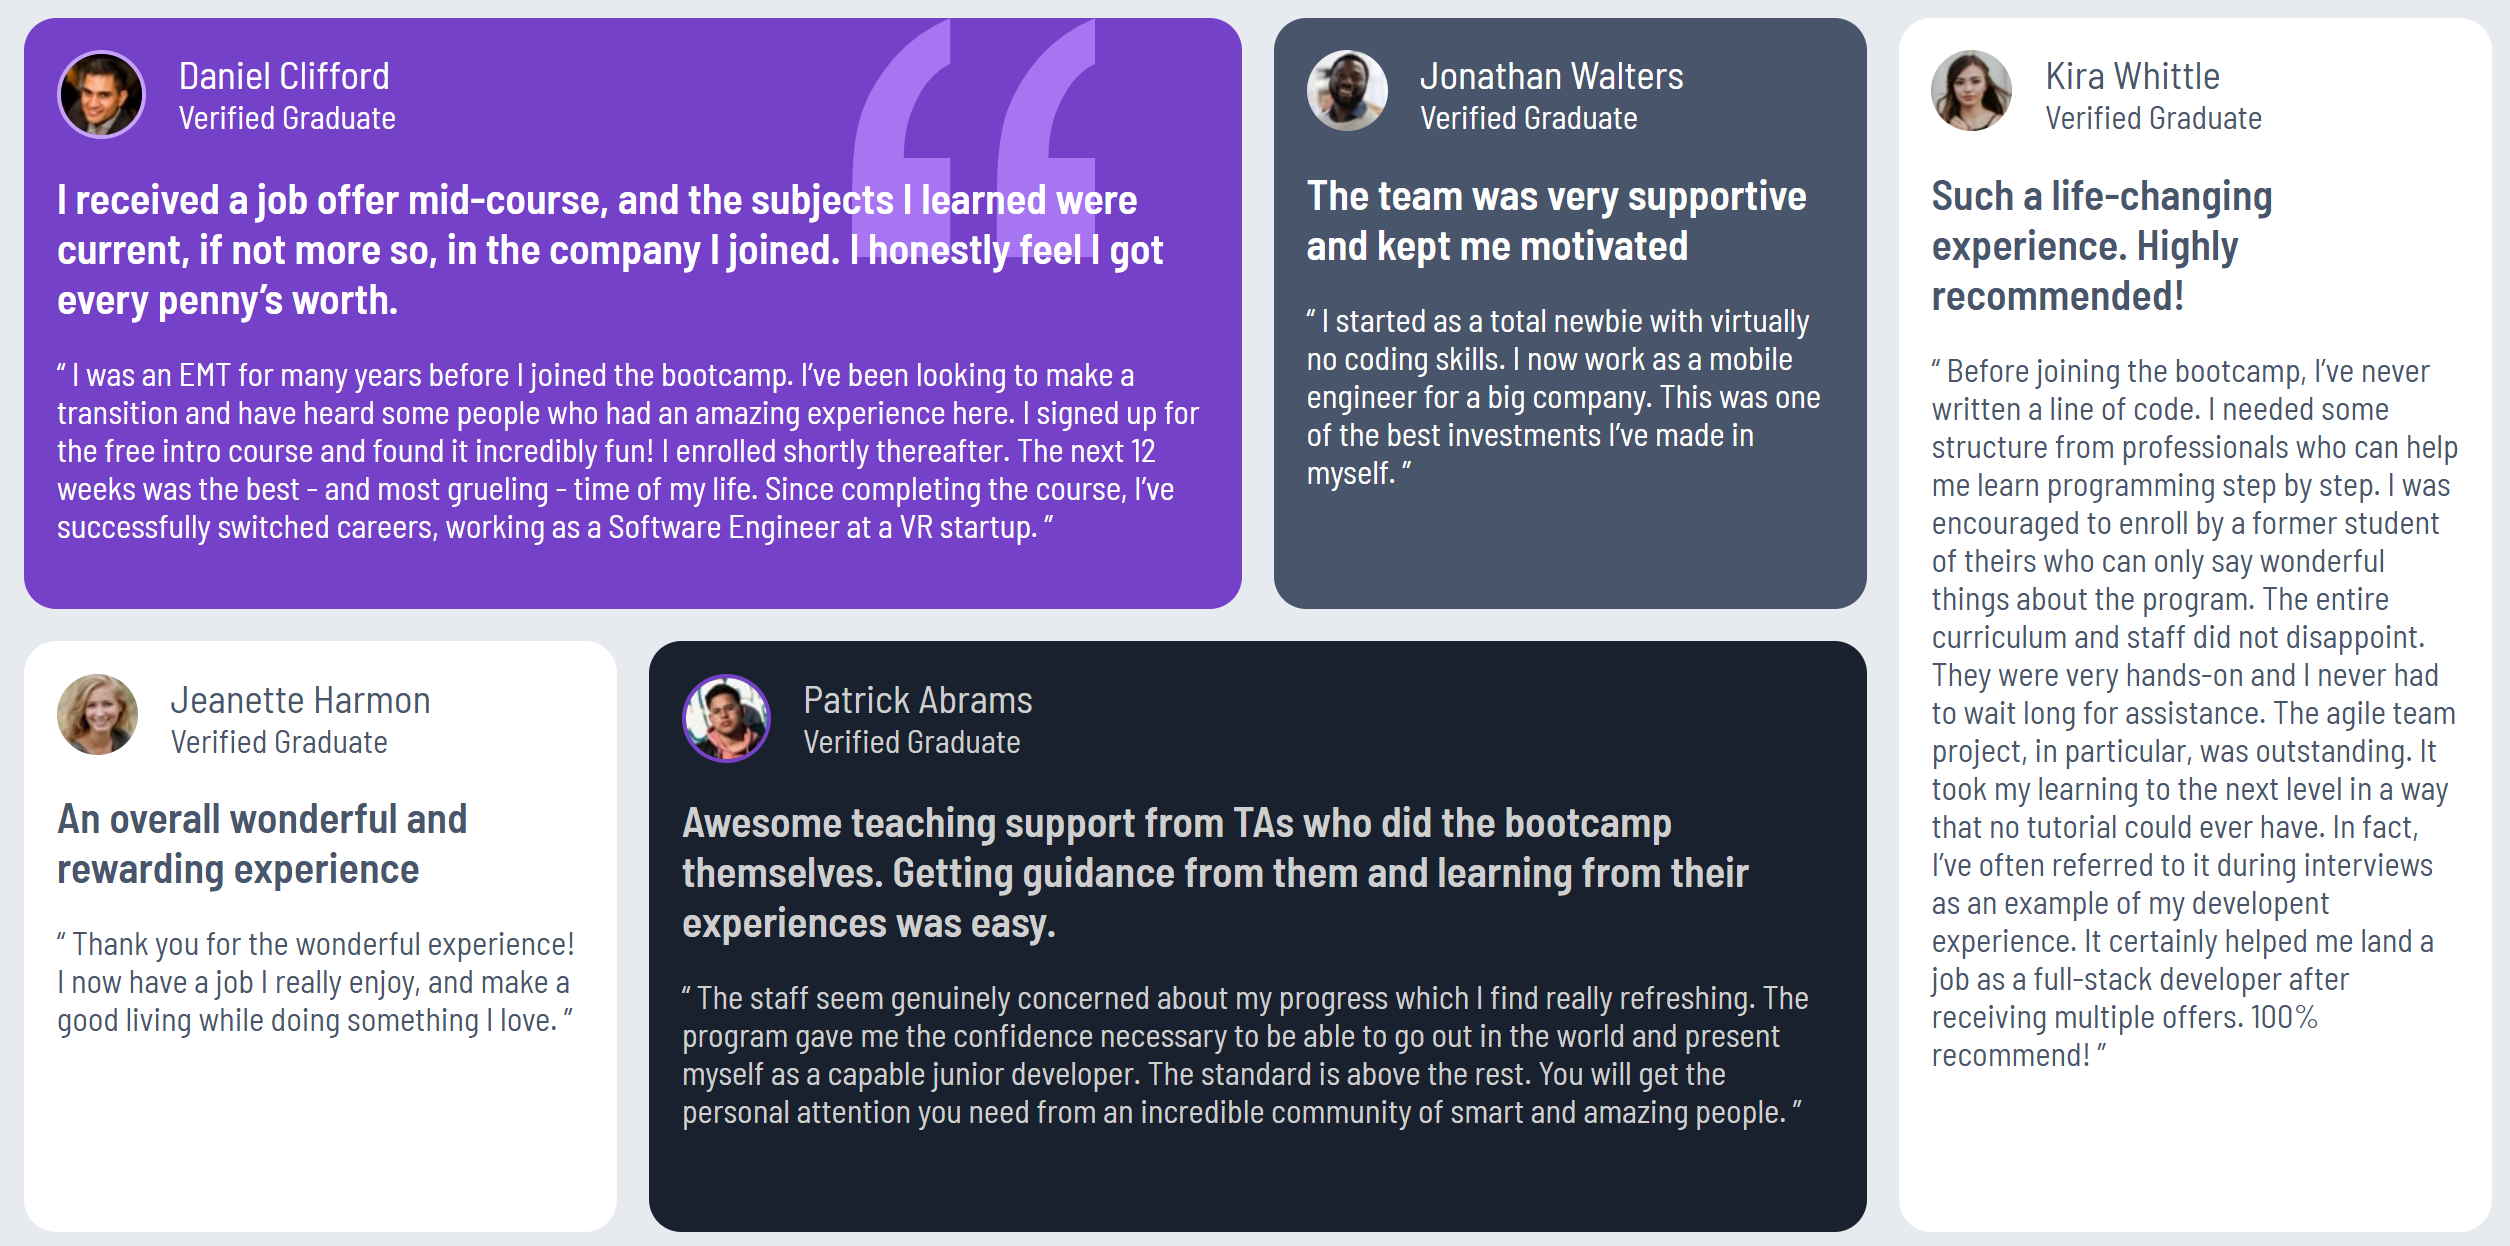 Daniel Clifford
Verified Graduate
I received a job offer mid-course, and the subjects I learned were
current, if not more so, in the company I joined. I honestly feel I got
every penny’s worth.
“ I was an EMT for many years before I joined the bootcamp. I’ve been looking to make a
transition and have heard some people who had an amazing experience here. I signed up for
the free intro course and found it incredibly fun! I enrolled shortly thereafter. The next 12
weeks was the best - and most grueling - time of my life. Since completing the course, I’ve
successfully switched careers, working as a Software Engineer at a VR startup. ”
Jonathan Walters
Verified Graduate
The team was very supportive
and kept me motivated
“ I started as a total newbie with virtually
no coding skills. I now work as a mobile
engineer for a big company. This was one
of the best investments I’ve made in
myself. ”
Kira Whittle
Verified Graduate
Such a life-changing
experience. Highly
recommended!
“ Before joining the bootcamp, I’ve never
written a line of code. I needed some
structure from professionals who can help
me learn programming step by step. I was
encouraged to enroll by a former student
of theirs who can only say wonderful
things about the program. The entire
curriculum and staff did not disappoint.
They were very hands-on and I never had
to wait long for assistance. The agile team
project, in particular, was outstanding. It
took my learning to the next level in a way
that no tutorial could ever have. In fact,
I’ve often referred to it during interviews
as an example of my developent
experience. It certainly helped me land a
job as a full-stack developer after
receiving multiple offers. 100%
recommend! ”
Jeanette Harmon
Verified Graduate
An overall wonderful and
rewarding experience
“ Thank you for the wonderful experience!
I now have a job I really enjoy, and make a
good living while doing something I love. ”
Patrick Abrams
Verified Graduate
Awesome teaching support from TAs who did the bootcamp
themselves. Getting guidance from them and learning from their
experiences was easy.
“ The staff seem genuinely concerned about my progress which I find really refreshing. The
program gave me the confidence necessary to be able to go out in the world and present
myself as a capable junior developer. The standard is above the rest. You will get the
personal attention you need from an incredible community of smart and amazing people. ”